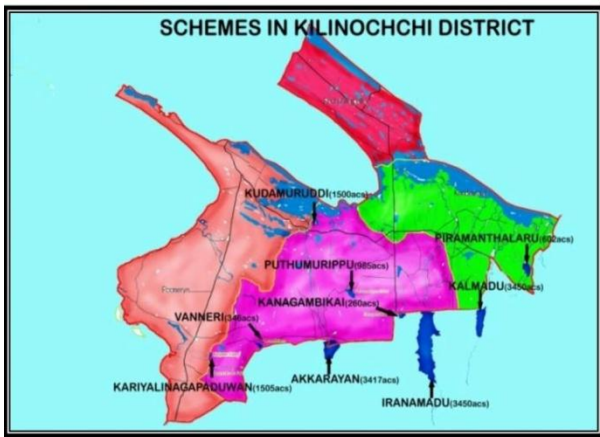 SCHEMES IN KILINOCHCHI DISTRICT
KUDAMURUDDI(1500acs)
PIRAMANTHALARU(602acs)
PUTHUMURIPPU(985acs)
KALMADU(3450acs)
KANAGAMBIKAI(260acs)
VANNERI(346acs)
KARIYALINAGAPADUWAN(1505acs)
AKKARAYAN(3417acs)
IRANAMADU(3450acs)